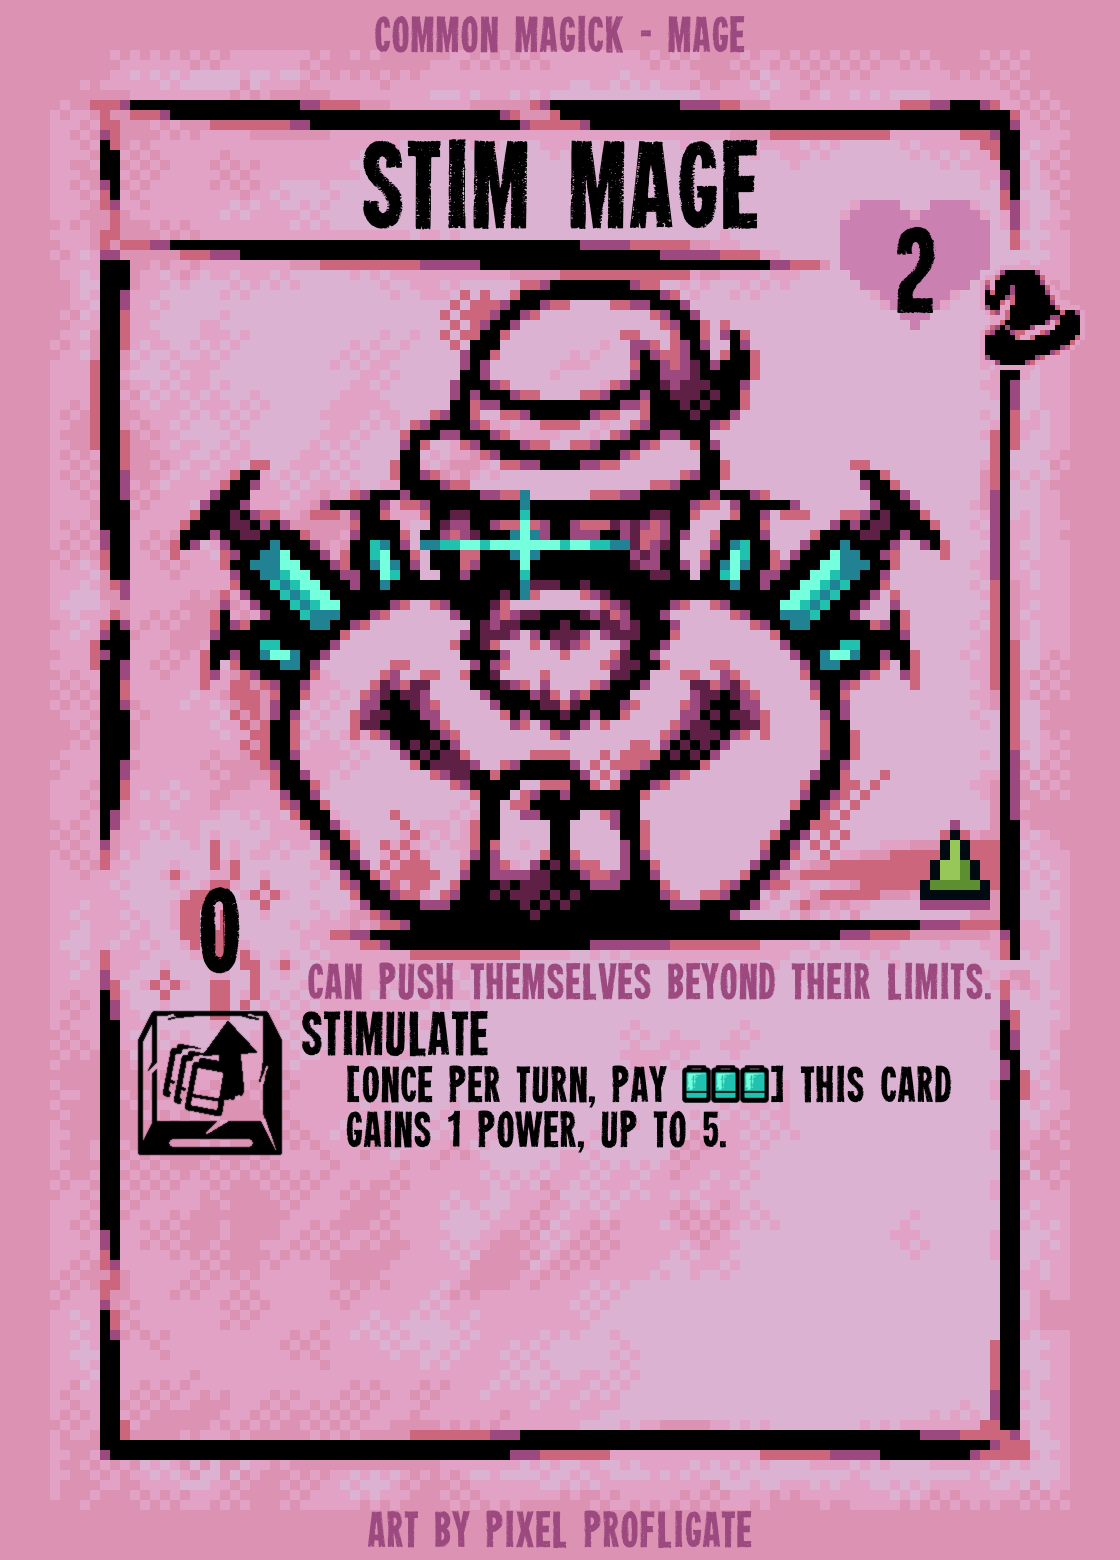 COMMON MAGICK - MAGE
STIM MAGE
2
0
CAN PUSH THEMSELVES BEYOND THEIR LIMITS.
STIMULATE
[ONCE PER TURN, PAY ] THIS CARD
GAINS 1 POWER, UP TO 5.
ART BY PIXEL PROFLIGATE